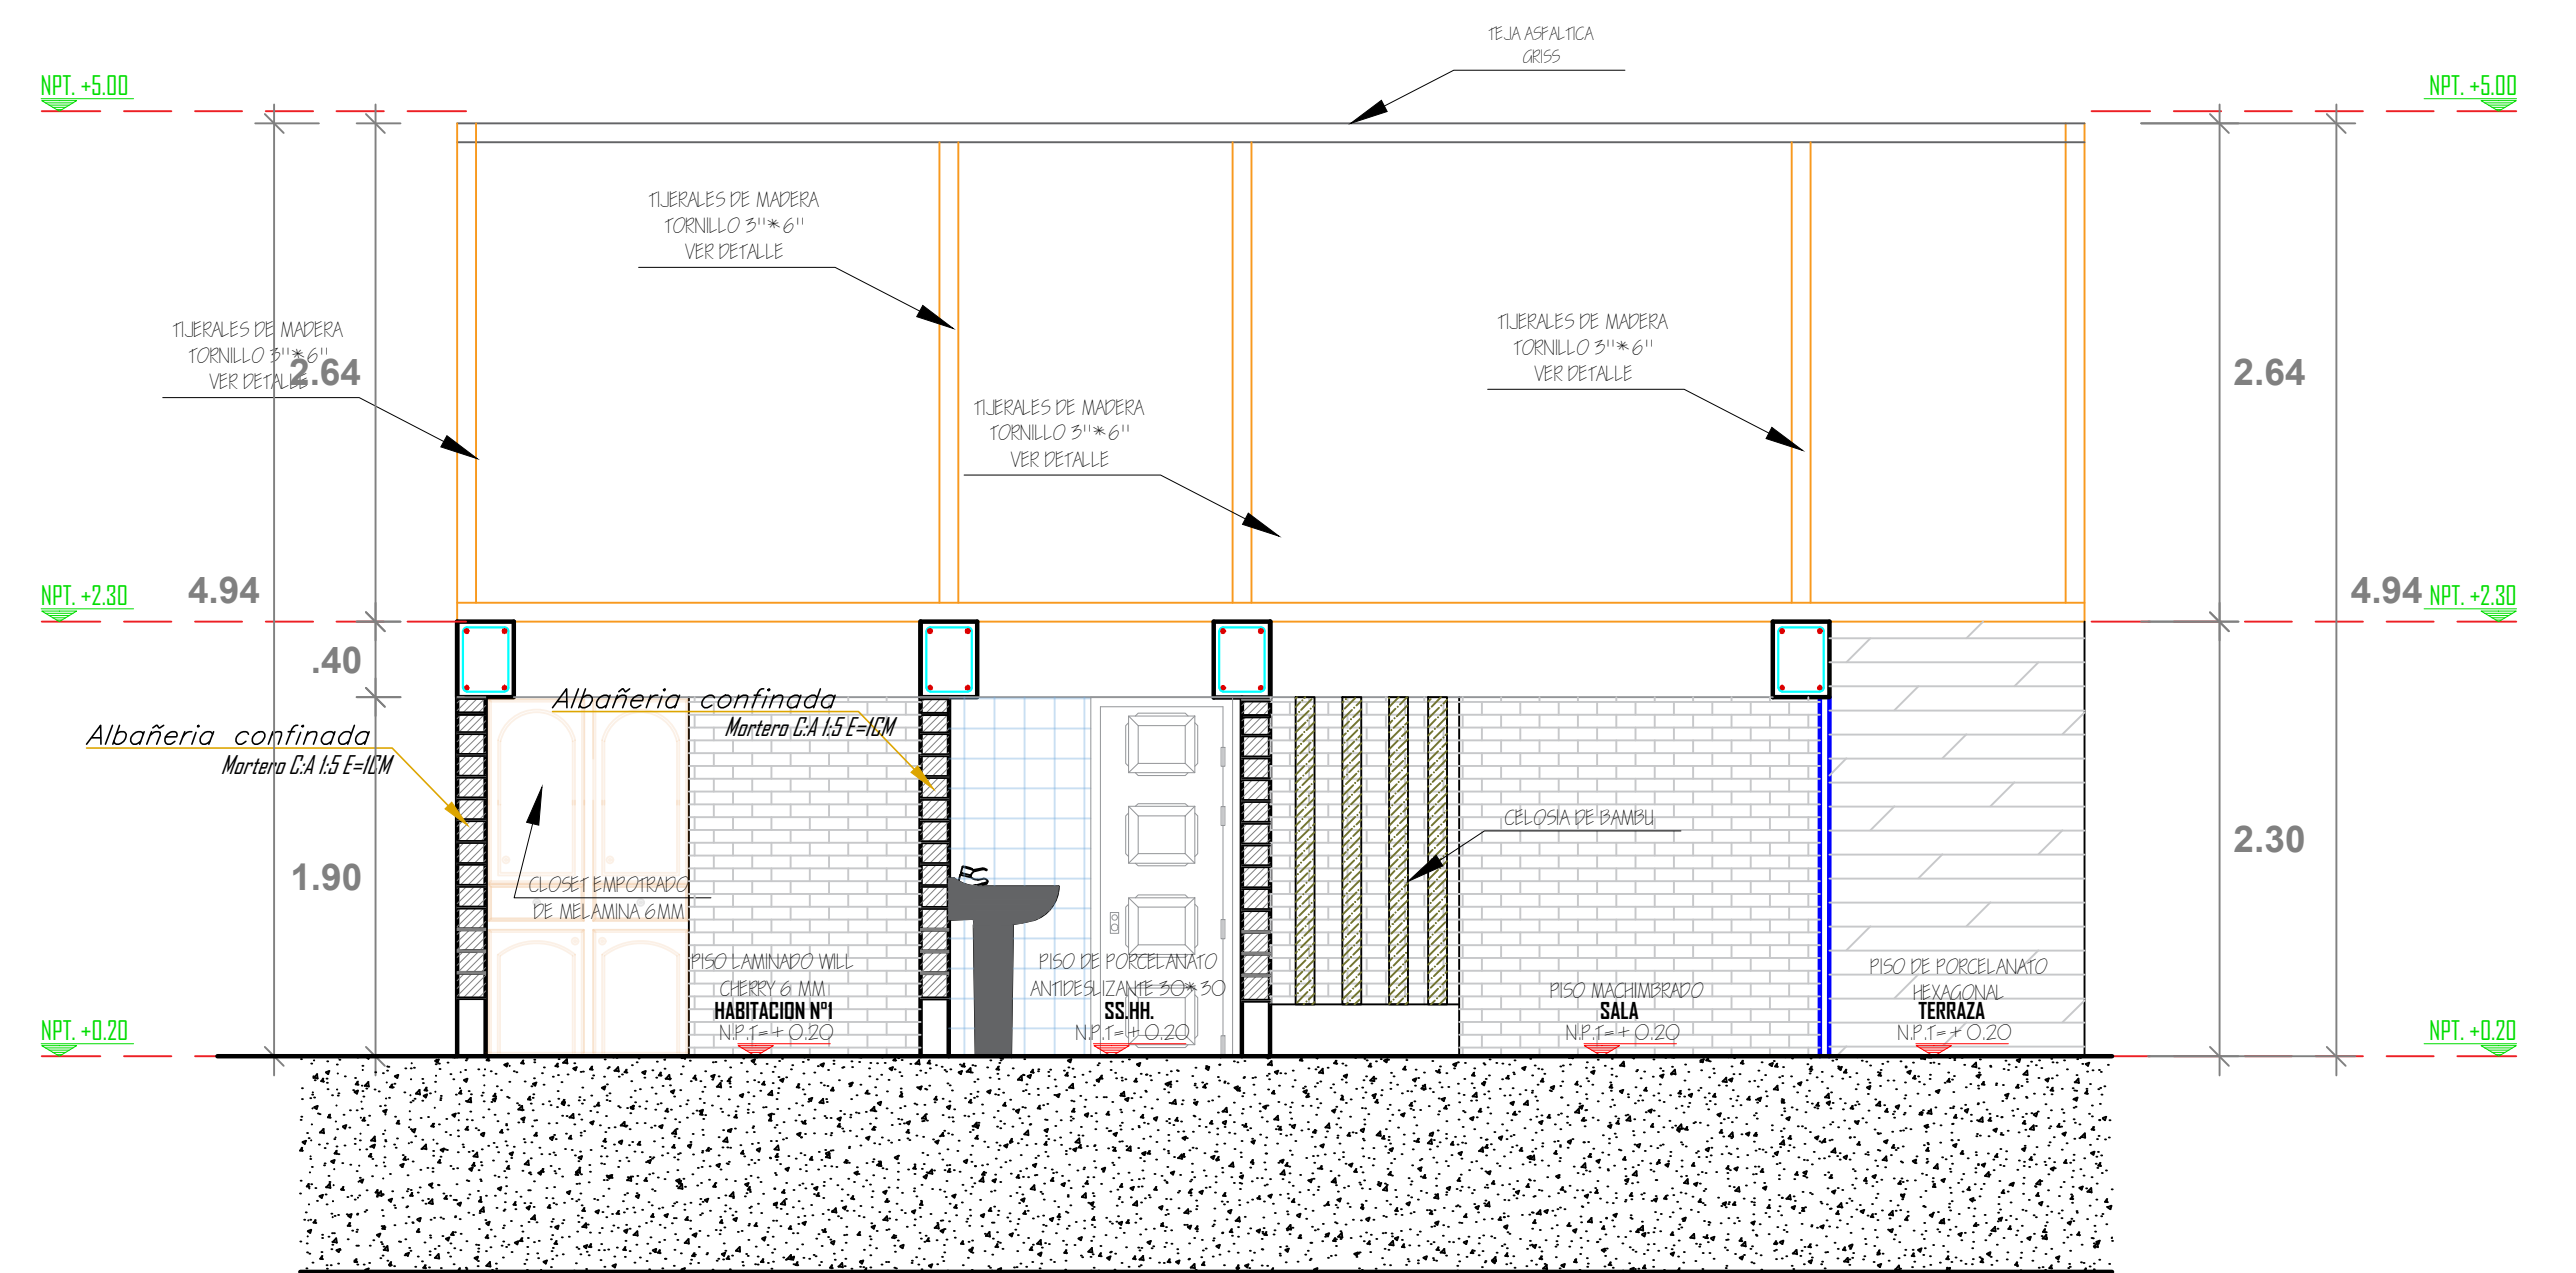 TEJA ASFALTICA
GRISS
NPT. +5.00
NPT. +5.00
TIJERALES DE MADERA
TORNILLO 3"*6"
VER DETALLE
TIJERALES DE MADERA
TORNILLO 3"*6"
VER DETALLE
2.64
TIJERALES DE MADERA
TORNILLO 3"*6"
VER DETALLE
2.64
TIJERALES DE MADERA
TORNILLO 3"*6"
VER DETALLE
NPT. +2.30
4.94
4.94
NPT. +2.30
.40
Albañeria confinada
Mortero C:A 1:5 E=1CM
Albañeria confinada
Mortero C:A 1:5 E=1CM
CELOSIA DE BAMBU
2.30
1.90
CLOSET EMPOTRADO
DE MELAMINA 6MM
PISO LAMINADO WILL
CHERRY 6 MM
HABITACION N°1
N.P.T=+0.20
PISO DE PORCELANATO
ANTIDESLIZANTE 30*30
SS.HH.
N.P.T=+0.20
PISO MACHIMBRADO
SALA
N.P.T=+0.20
PISO DE PORCELANATO
HEXAGONAL
TERRAZA
N.P.T=+0.20
NPT. +0.20
NPT. +0.20